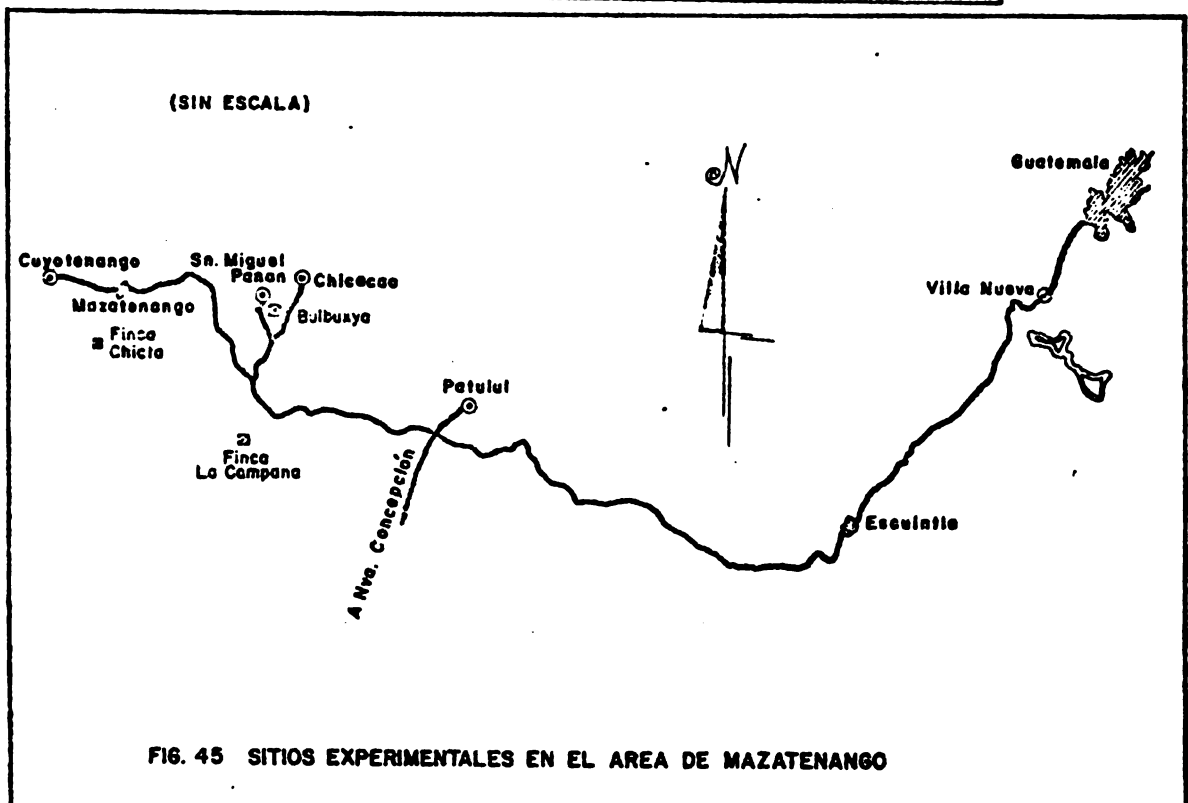 (SIN ESCALA)
N
Guatemala
Cuyotenango
Sn. Miguel
Panan
Chicacao
Villa Nueva
Mazatenango
Bulbuxya
Finca
Chicta
Patulul
Finca
La Campana
A Nva. Concepción
Escuintla
FIG. 45 SITIOS EXPERIMENTALES EN EL AREA DE MAZATENANGO